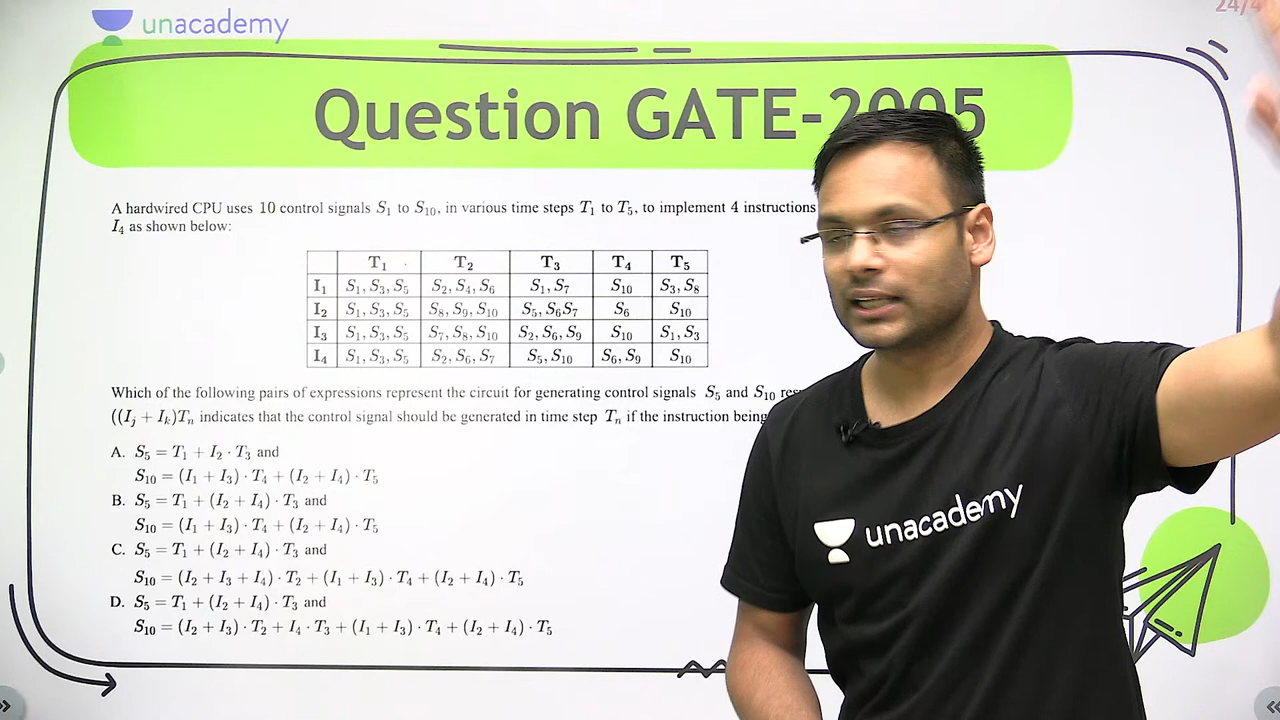 unacademy
24/4
Question GATE-2005
A hardwired CPU uses 10 control signals S₁ to S₁₀, in various time steps T₁ to T₅, to implement 4 instructions
I₄ as shown below:
T₁ T₂ T₃ T₄ T₅
I₁ S₁, S₃, S₅ S₂, S₄, S₆ S₁, S₇ S₁₀ S₃, S₈
I₂ S₁, S₃, S₅ S₈, S₉, S₁₀ S₅, S₆S₇ S₆ S₁₀
I₃ S₁, S₃, S₅ S₇, S₈, S₁₀ S₂, S₆, S₉ S₁₀ S₁, S₃
I₄ S₁, S₃, S₅ S₂, S₆, S₇ S₅, S₁₀ S₆, S₉ S₁₀
Which of the following pairs of expressions represent the circuit for generating control signals S₅ and S₁₀
((Iⱼ + Iₖ)Tₙ indicates that the control signal should be generated in time step Tₙ if the instruction being
A. S₅ = T₁ + I₂ · T₃ and
S₁₀ = (I₁ + I₃) · T₄ + (I₂ + I₄) · T₅
B. S₅ = T₁ + (I₂ + I₄) · T₃ and
S₁₀ = (I₁ + I₃) · T₄ + (I₂ + I₄) · T₅
C. S₅ = T₁ + (I₂ + I₄) · T₃ and
S₁₀ = (I₂ + I₃ + I₄) · T₂ + (I₁ + I₃) · T₄ + (I₂ + I₄) · T₅
D. S₅ = T₁ + (I₂ + I₄) · T₃ and
S₁₀ = (I₂ + I₃) · T₂ + I₄ · T₃ + (I₁ + I₃) · T₄ + (I₂ + I₄) · T₅
unacademy